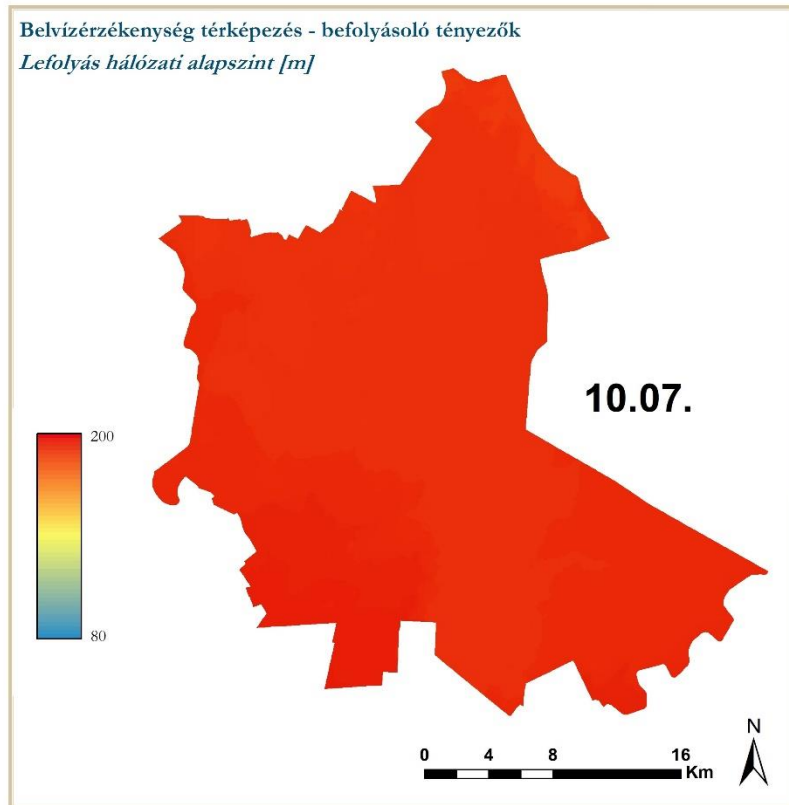 Belvízérzékenység térképezés - befolyásoló tényezők
Lefolyás hálózati alapszint [m]
10.07.
200
80
N
0 4 8 16
Km